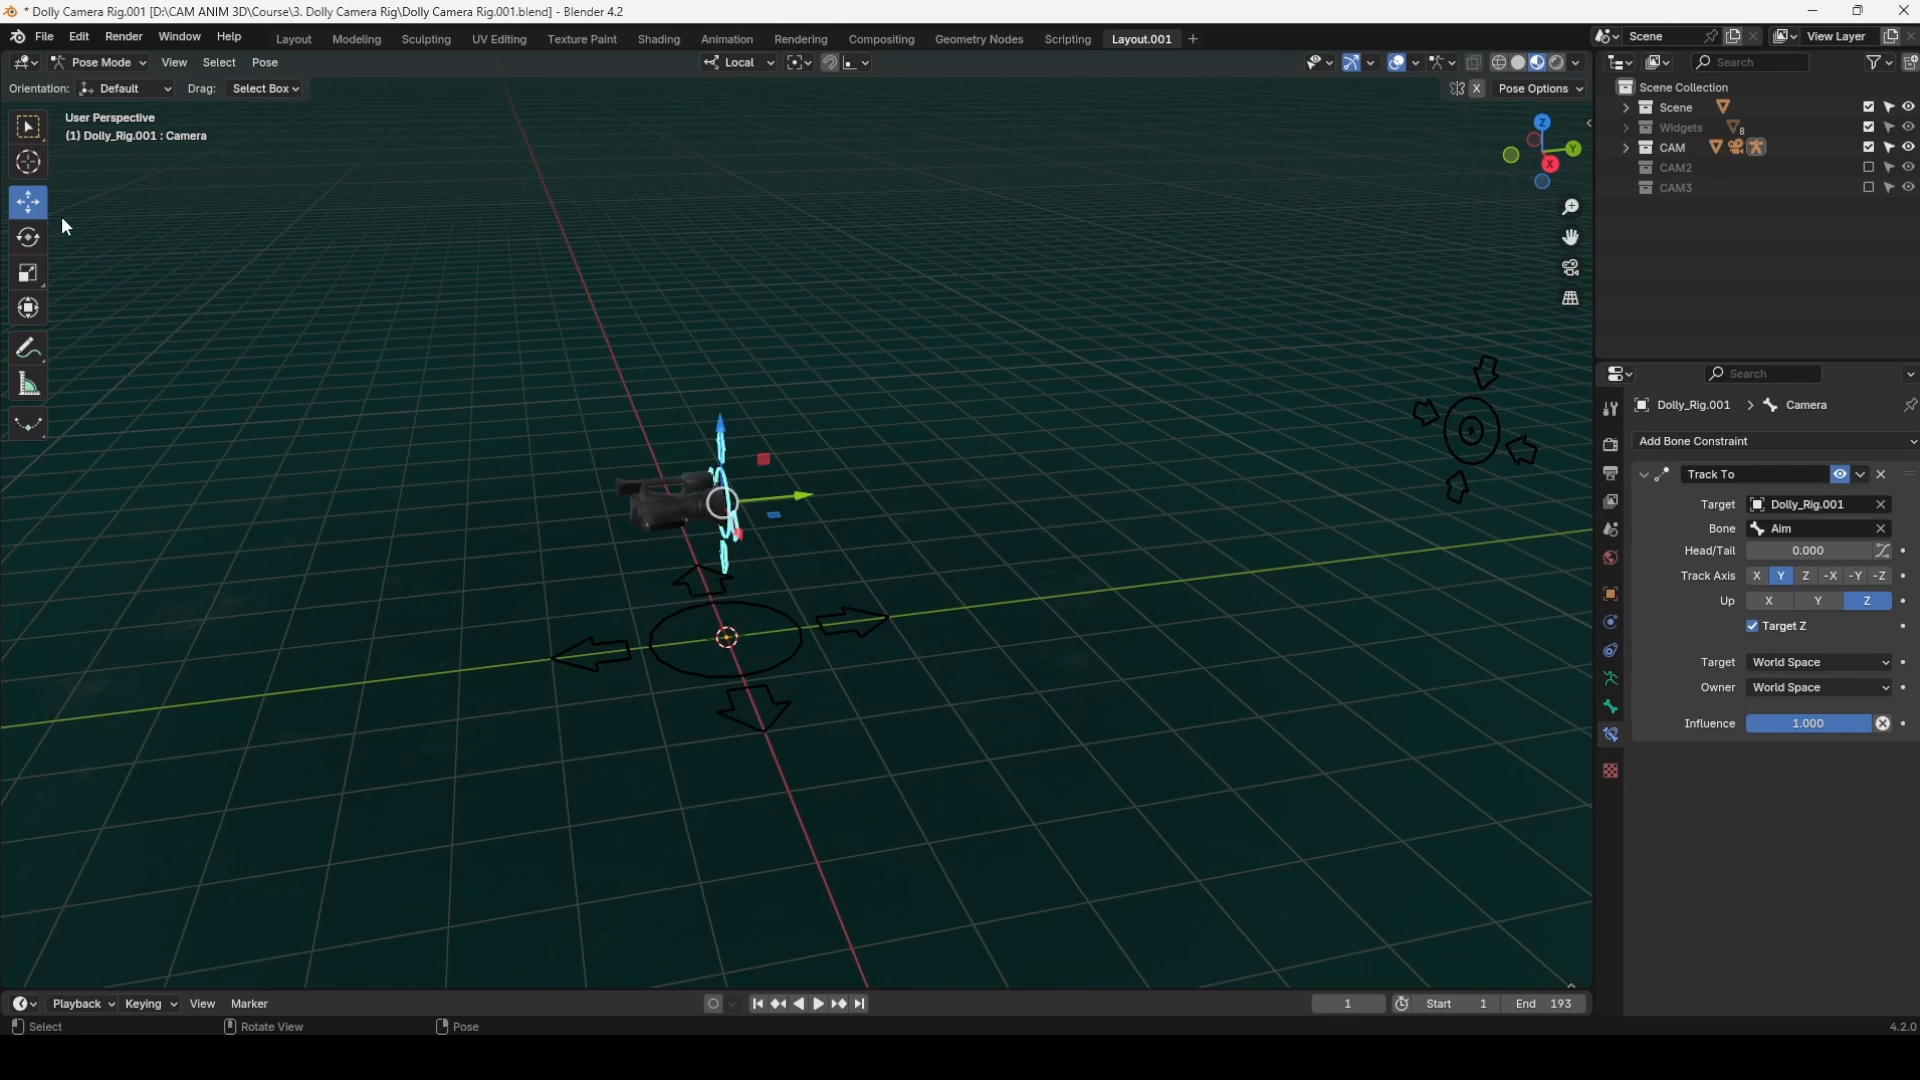 * Dolly Camera Rig.001 [D:\CAM ANIM 3D\Course\3. Dolly Camera Rig\Dolly Camera Rig.001.blend] - Blender 4.2
File Edit Render Window Help Layout Modeling Sculpting UV Editing Texture Paint Shading Animation Rendering Compositing Geometry Nodes Scripting Layout.001 + Scene View Layer
Pose Mode View Select Pose Local Search
Orientation: Default Drag: Select Box X Pose Options
Scene Collection
Scene
Widgets 8
CAM
CAM2
CAM3
User Perspective
(1) Dolly_Rig.001 : Camera
Z
Y
X
Search
Dolly_Rig.001 > Camera
Add Bone Constraint
Track To
Target Dolly_Rig.001
Bone Aim
Head/Tail 0.000
Track Axis X Y Z -X -Y -Z
Up X Y Z
Target Z
Target World Space
Owner World Space
Influence 1.000
Playback Keying View Marker 1 Start 1 End 193
Select Rotate View Pose 4.2.0